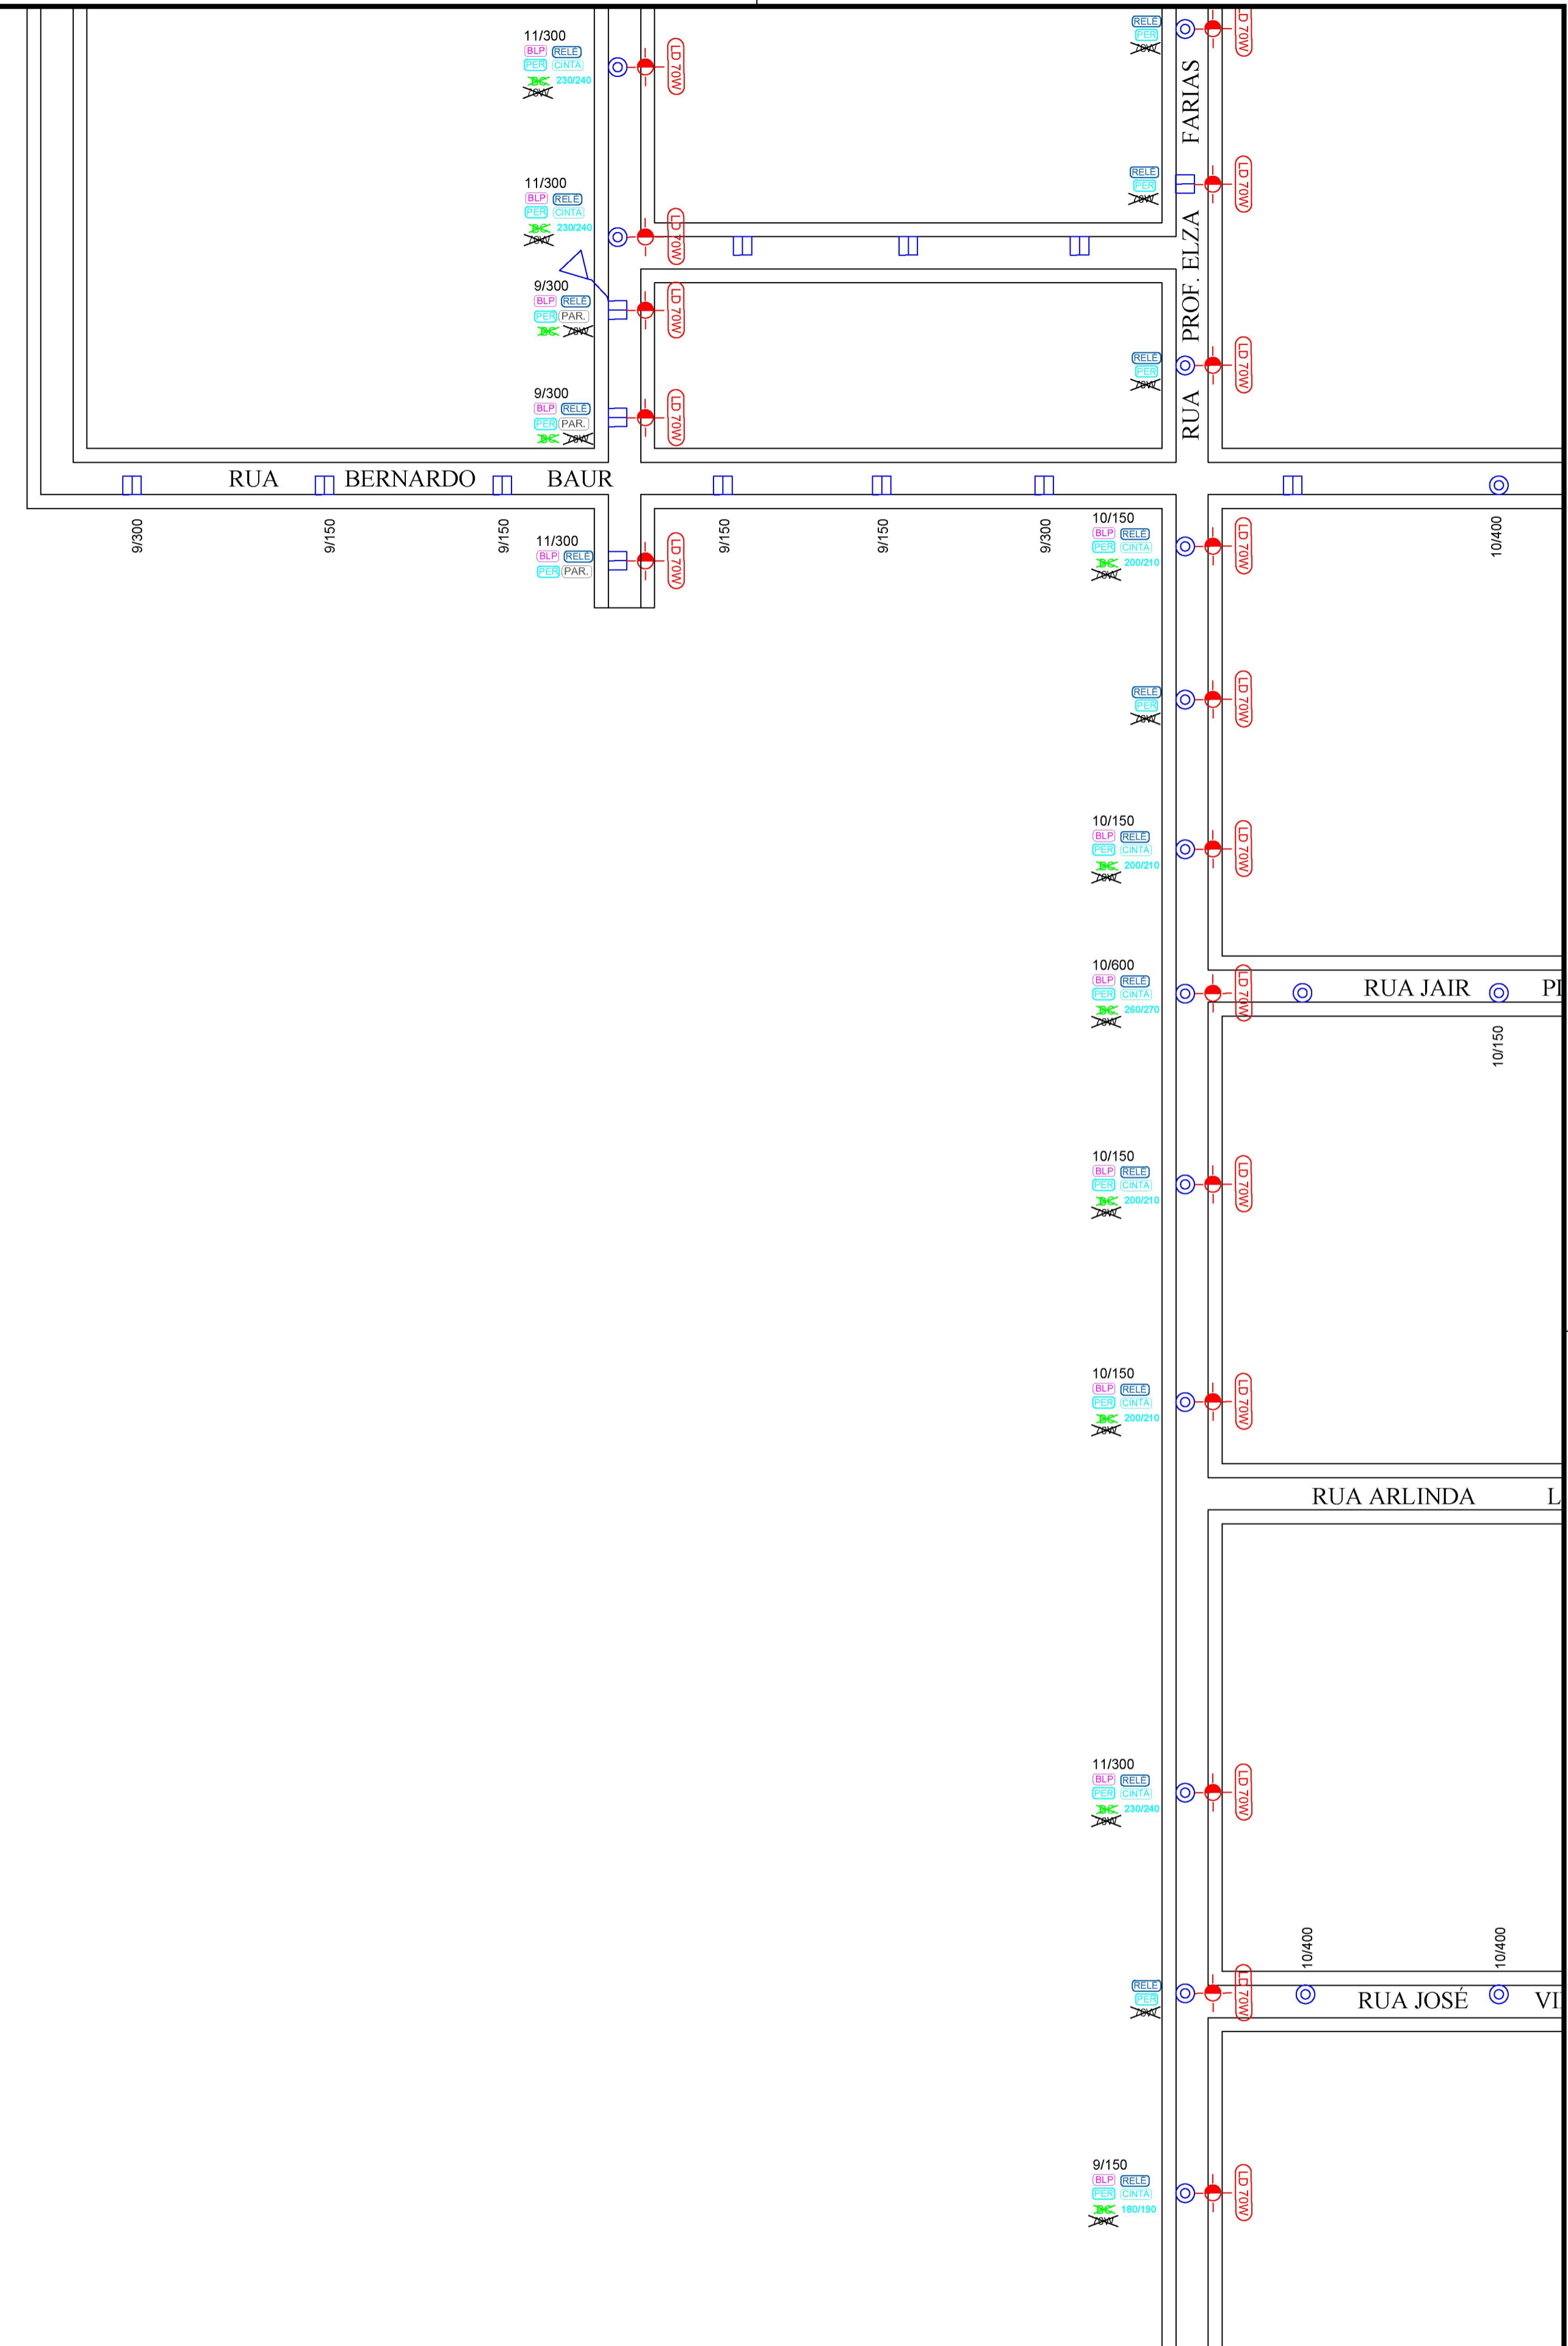 11/300
BLP RELÉ
PER CINTA
BC 230/240
70W
LD 70W
RELÉ
PER
70W
LD 70W
RUA PROF. ELZA FARIAS
11/300
BLP RELÉ
PER CINTA
BC 230/240
70W
LD 70W
RELÉ
PER
70W
LD 70W
9/300
BLP RELÉ
PER PAR.
BC 70W
LD 70W
RELÉ
PER
70W
LD 70W
9/300
BLP RELÉ
PER PAR.
BC 70W
LD 70W
RUA BERNARDO BAUR
9/300
9/150
9/150
9/150
9/150
9/300
10/400
11/300
BLP RELÉ
PER PAR.
LD 70W
10/150
BLP RELÉ
PER CINTA
BC 200/210
70W
LD 70W
RELÉ
PER
70W
LD 70W
10/150
BLP RELÉ
PER CINTA
BC 200/210
70W
LD 70W
10/600
BLP RELÉ
PER CINTA
BC 260/270
70W
LD 70W
RUA JAIR
10/150
10/150
BLP RELÉ
PER CINTA
BC 200/210
70W
LD 70W
10/150
BLP RELÉ
PER CINTA
BC 200/210
70W
LD 70W
RUA ARLINDA
11/300
BLP RELÉ
PER CINTA
BC 230/240
70W
LD 70W
10/400
10/400
RELÉ
PER
70W
LD 70W
RUA JOSÉ
9/150
BLP RELÉ
PER CINTA
BC 180/190
70W
LD 70W